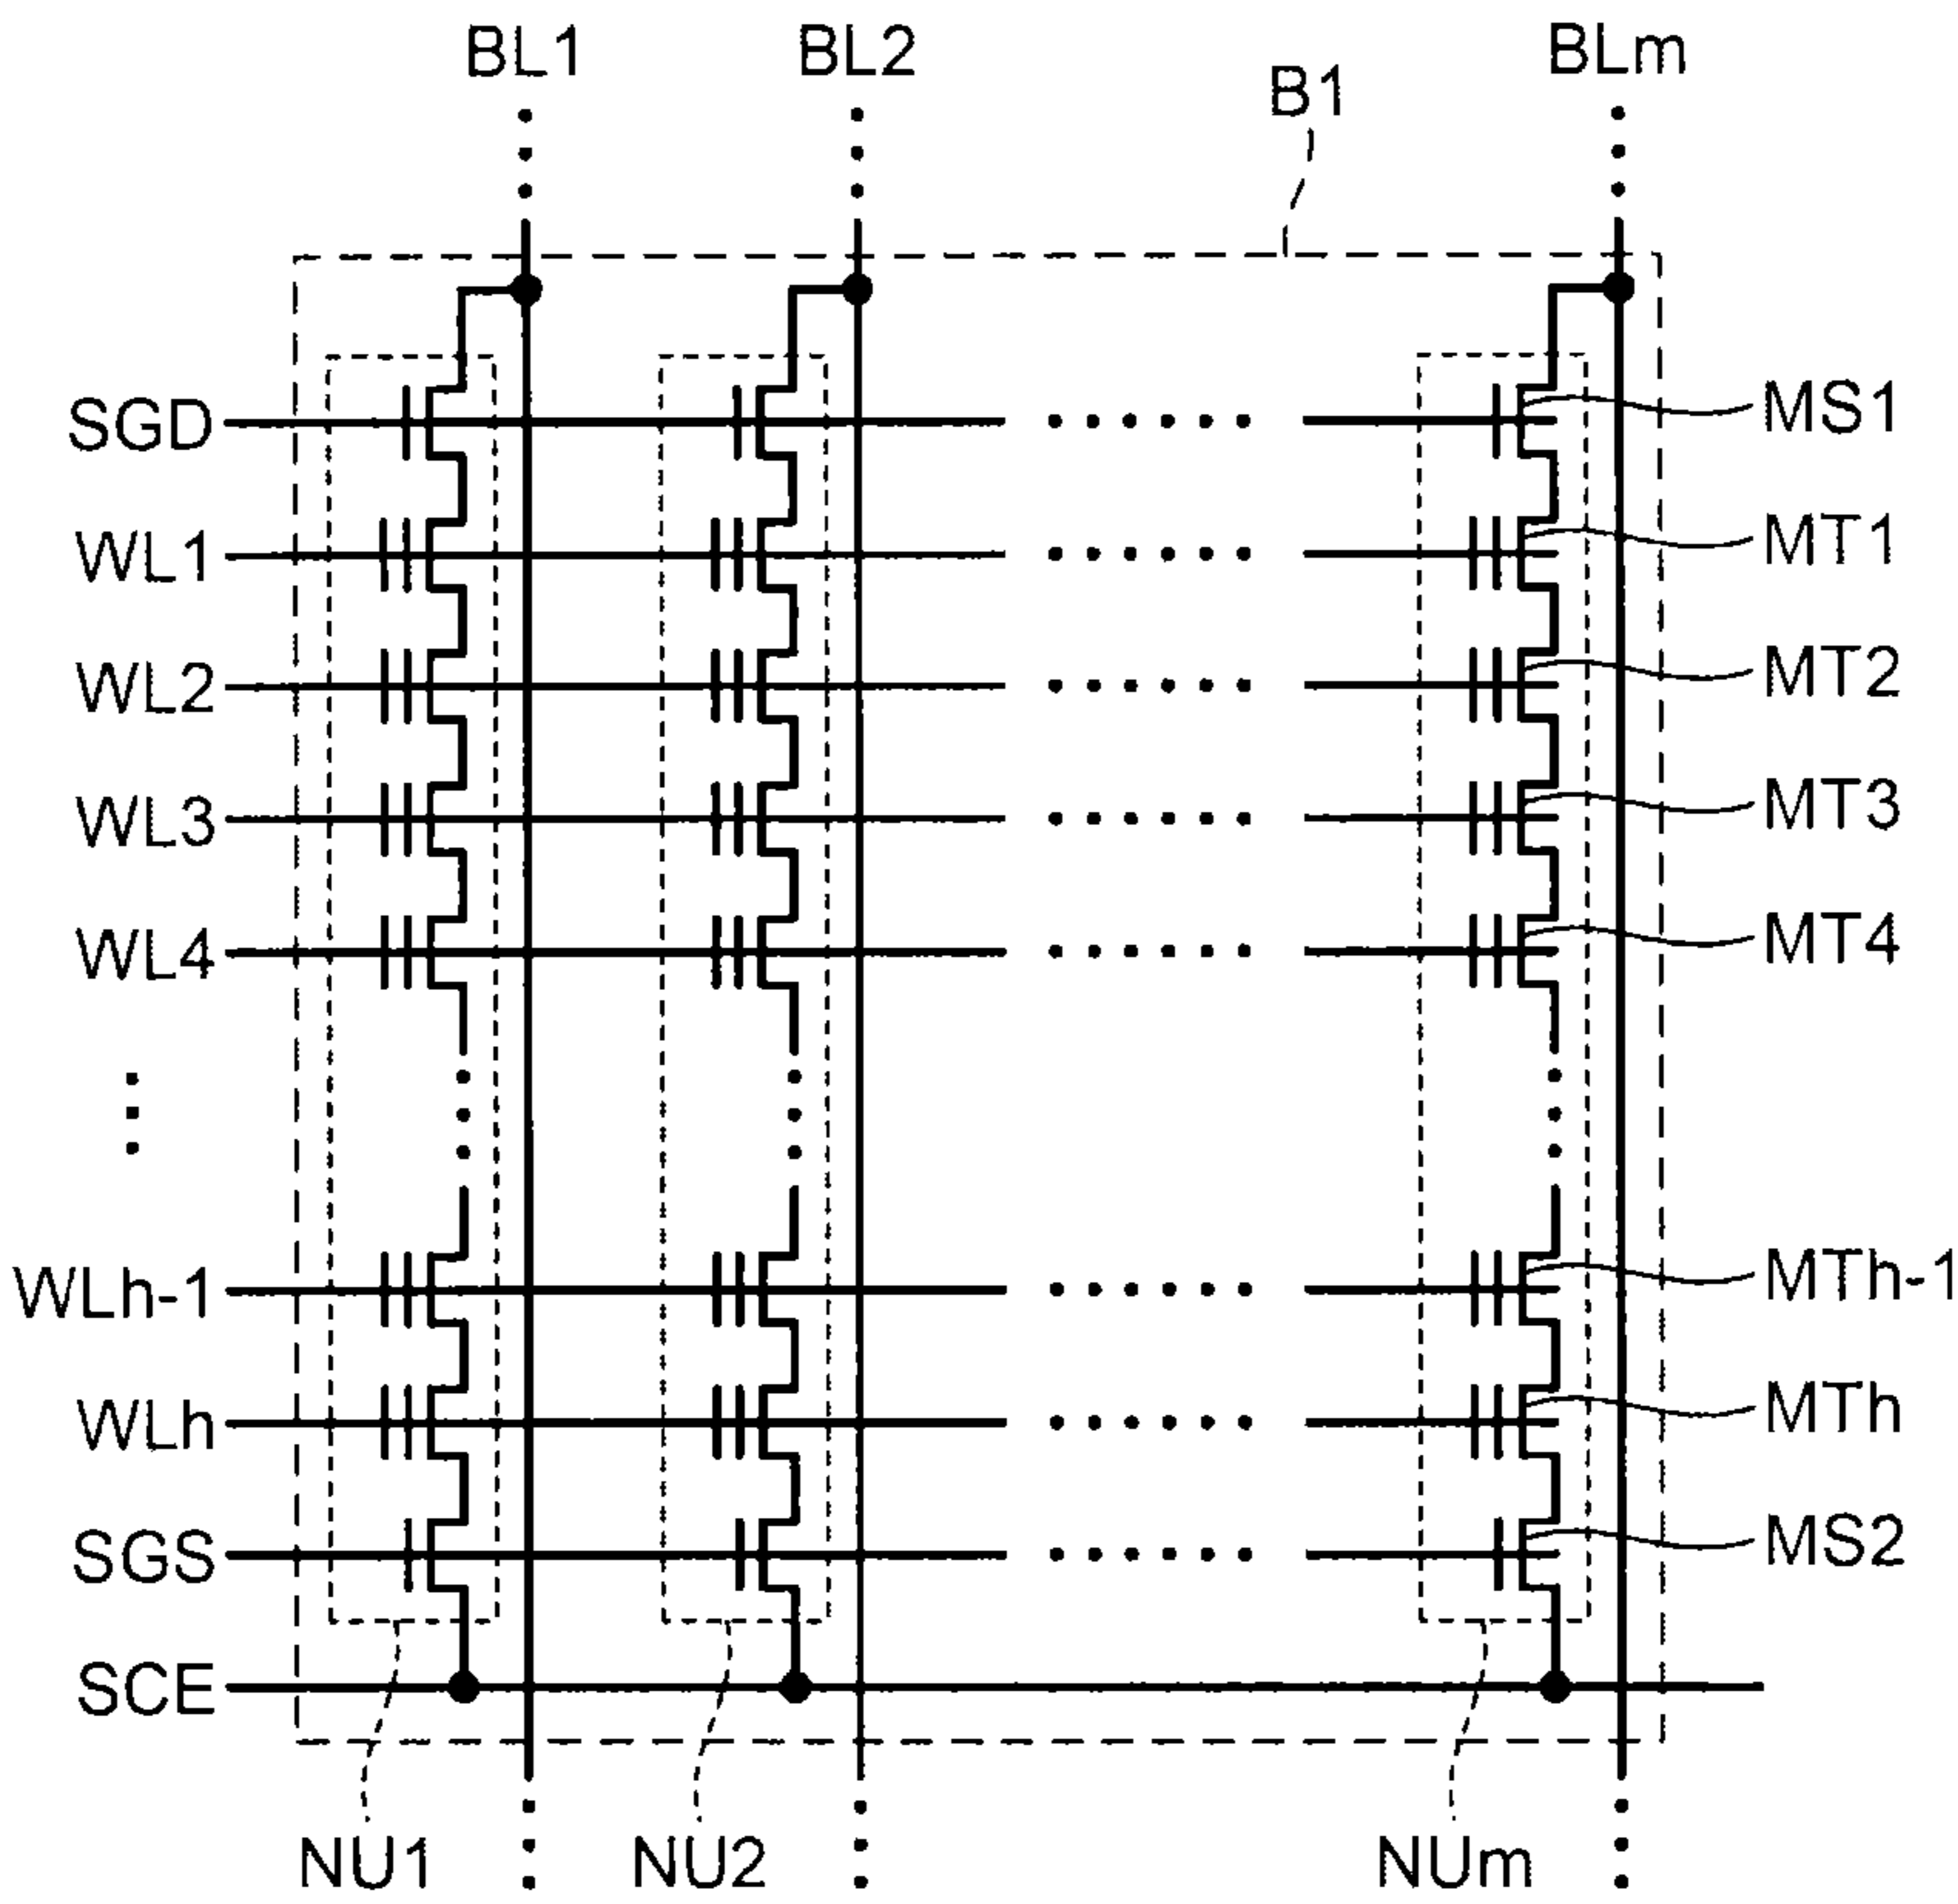 BL1 BL2 BLm
B1
SGD MS1
WL1 MT1
WL2 MT2
WL3 MT3
WL4 MT4
WLh-1 MTh-1
WLh MTh
SGS MS2
SCE
NU1 NU2 NUm